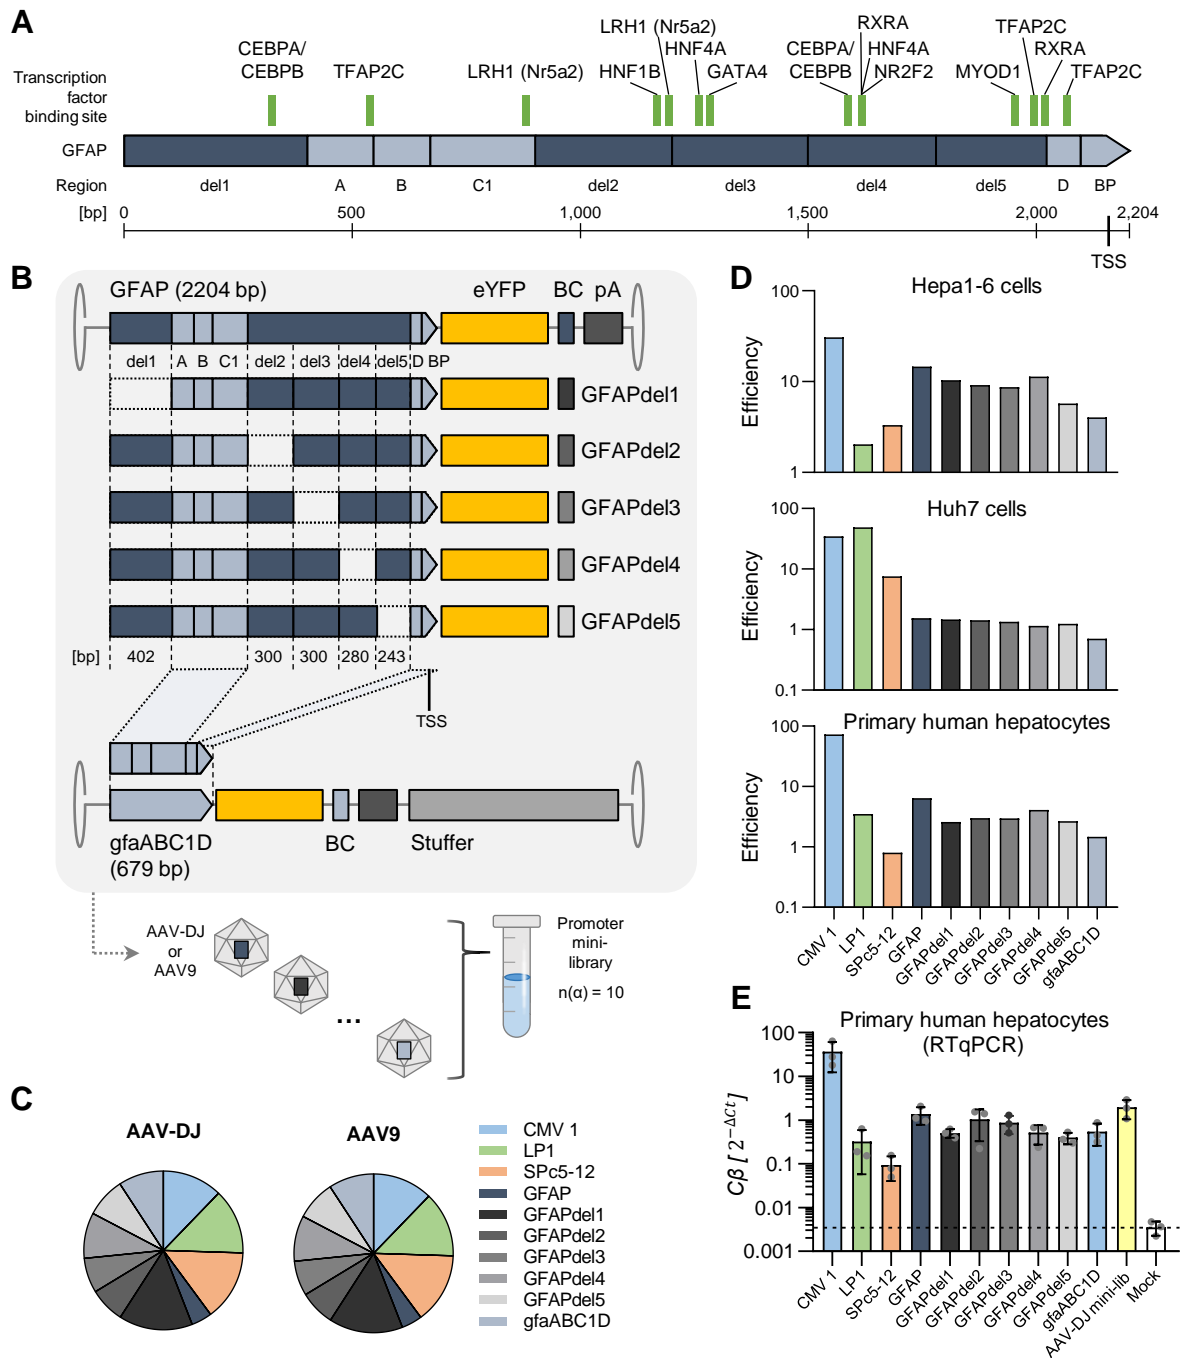 A
CEBPA/
CEBPB
TFAP2C
LRH1 (Nr5a2)
HNF1B
LRH1 (Nr5a2)
HNF4A
GATA4
CEBPA/
CEBPB
RXRA
HNF4A
NR2F2
MYOD1
TFAP2C
RXRA
TFAP2C
Transcription
factor
binding site
GFAP
Region
del1
A
B
C1
del2
del3
del4
del5
D
BP
[bp]
0
500
1,000
1,500
2,000
2,204
TSS
B
GFAP (2204 bp)
eYFP
BC
pA
del1
A
B
C1
del2
del3
del4
del5
D
BP
GFAPdel1
GFAPdel2
GFAPdel3
GFAPdel4
GFAPdel5
[bp]
402
300
300
280
243
TSS
gfaABC1D
(679 bp)
BC
Stuffer
AAV-DJ
or
AAV9
...
Promoter
mini-
library
n(α) = 10
C
AAV-DJ
AAV9
CMV 1
LP1
SPc5-12
GFAP
GFAPdel1
GFAPdel2
GFAPdel3
GFAPdel4
GFAPdel5
gfaABC1D
D
Hepa1-6 cells
Efficiency
100
10
1
Huh7 cells
Efficiency
100
10
1
0.1
Primary human hepatocytes
Efficiency
100
10
1
0.1
CMV 1
LP1
SPc5-12
GFAP
GFAPdel1
GFAPdel2
GFAPdel3
GFAPdel4
GFAPdel5
gfaABC1D
E
Primary human hepatocytes
(RTqPCR)
Cβ [2^−ΔCt]
100
10
1
0.1
0.01
0.001
CMV 1
LP1
SPc5-12
GFAP
GFAPdel1
GFAPdel2
GFAPdel3
GFAPdel4
GFAPdel5
gfaABC1D
AAV-DJ mini-lib
Mock